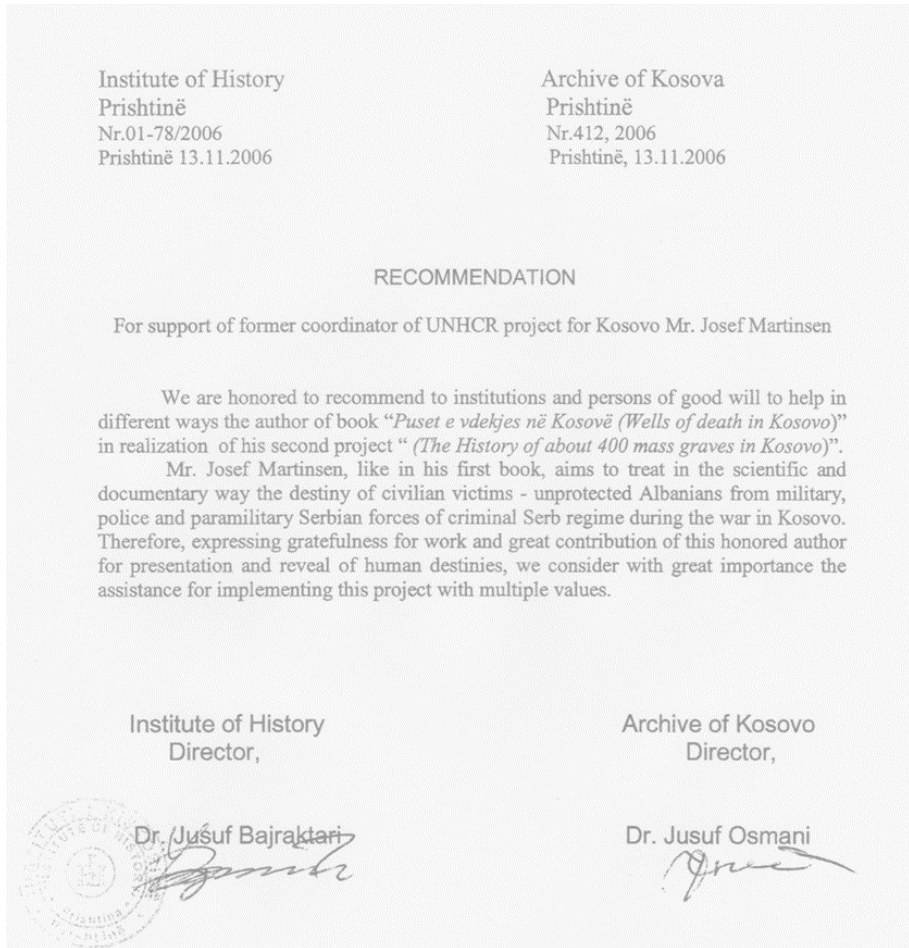 Institute of History
Prishtinë
Nr.01-78/2006
Prishtinë 13.11.2006
Archive of Kosova
Prishtinë
Nr.412, 2006
Prishtinë, 13.11.2006
RECOMMENDATION
For support of former coordinator of UNHCR project for Kosovo Mr. Josef Martinsen
We are honored to recommend to institutions and persons of good will to help in
different ways the author of book “Puset e vdekjes në Kosovë (Wells of death in Kosovo)”
in realization of his second project “ (The History of about 400 mass graves in Kosovo)”.
Mr. Josef Martinsen, like in his first book, aims to treat in the scientific and
documentary way the destiny of civilian victims - unprotected Albanians from military,
police and paramilitary Serbian forces of criminal Serb regime during the war in Kosovo.
Therefore, expressing gratefulness for work and great contribution of this honored author
for presentation and reveal of human destinies, we consider with great importance the
assistance for implementing this project with multiple values.
Institute of History
Director,
Dr. Jusuf Bajraktari
Archive of Kosovo
Director,
Dr. Jusuf Osmani
INSTITUTE OF HISTORY
Prishtina